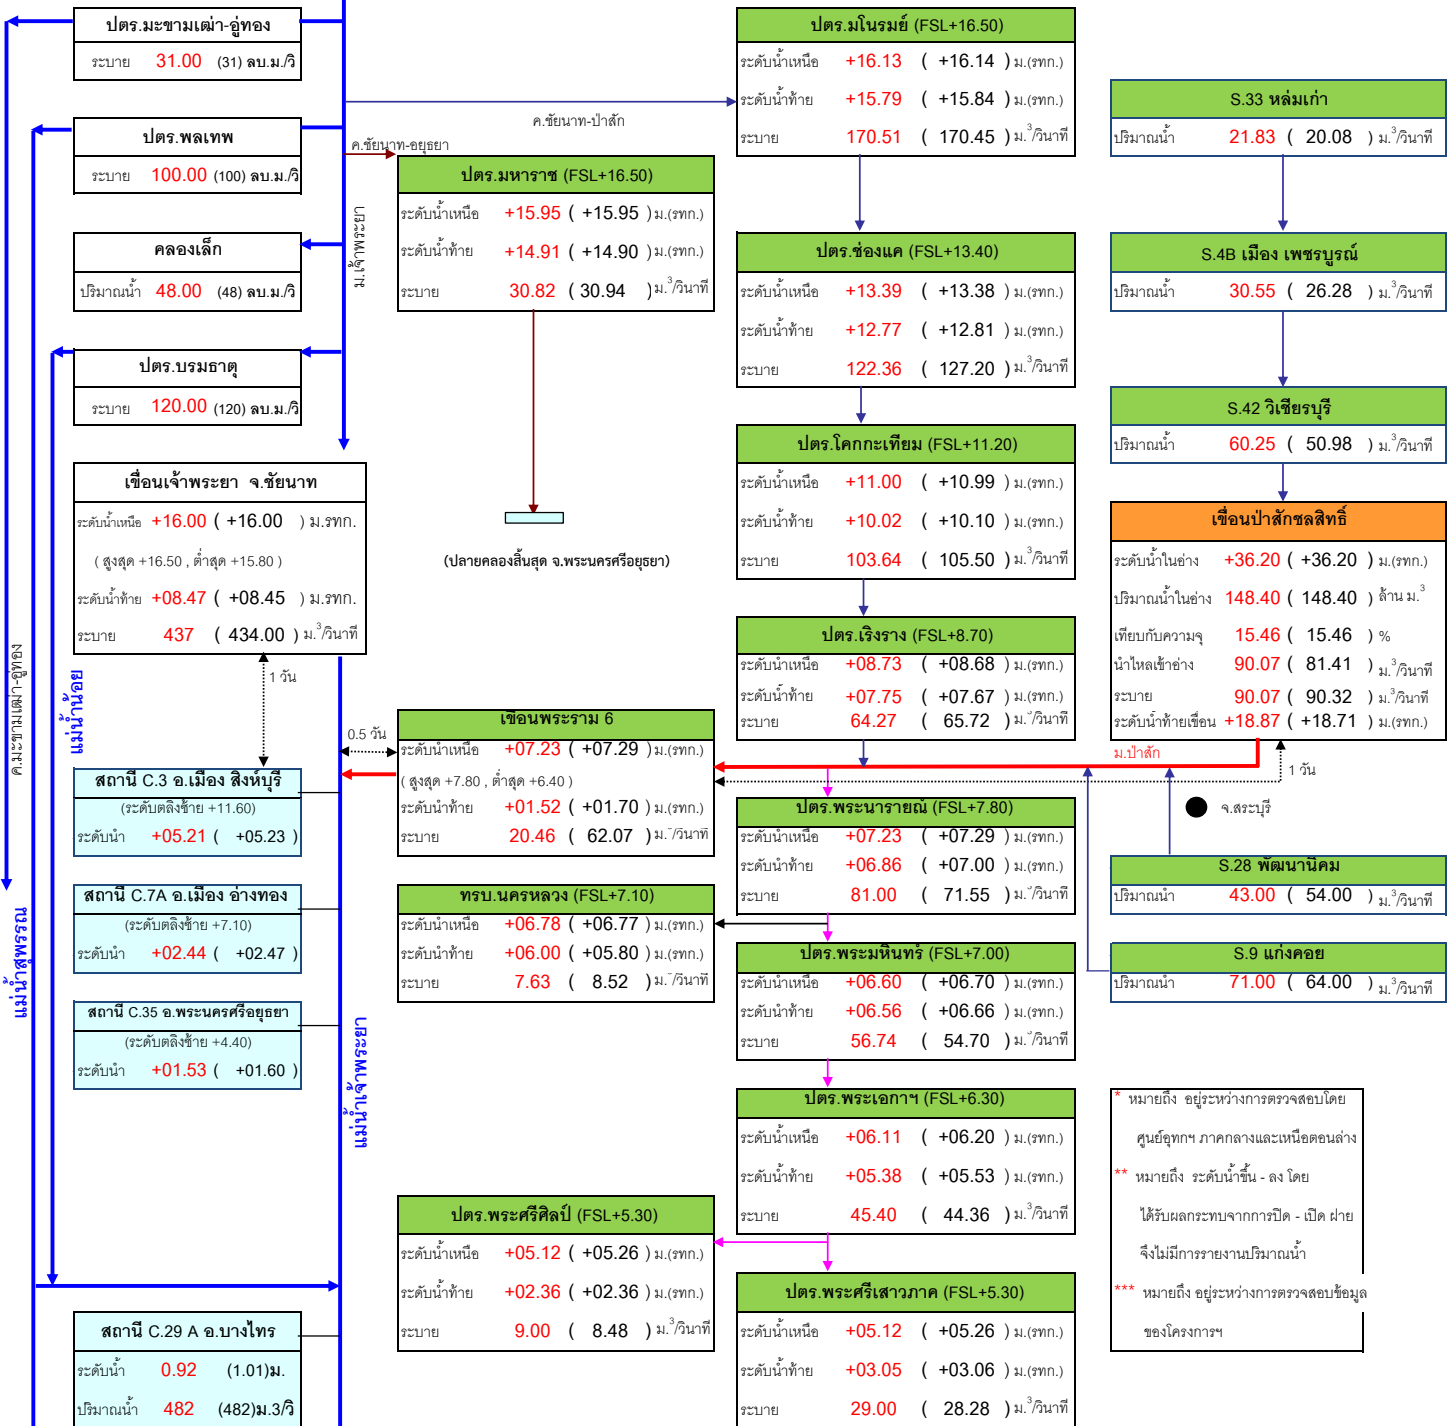 ปตร.มะขามเฒ่า-อู่ทอง
ระบาย 31.00 (31) ลบ.ม./วิ
ปตร.พลเทพ
ระบาย 100.00 (100) ลบ.ม./วิ
คลองเล็ก
ปริมาณน้ำ 48.00 (48) ลบ.ม./วิ
ปตร.บรมธาตุ
ระบาย 120.00 (120) ลบ.ม./วิ
เขื่อนเจ้าพระยา จ.ชัยนาท
ระดับน้ำเหนือ +16.00 ( +16.00 ) ม.รทก.
( สูงสุด +16.50 , ต่ำสุด +15.80 )
ระดับน้ำท้าย +08.47 ( +08.45 ) ม.รทก.
ระบาย 437 ( 434.00 ) ม.³/วินาที
1 วัน
สถานี C.3 อ.เมือง สิงห์บุรี
(ระดับตลิ่งซ้าย +11.60)
ระดับน้ำ +05.21 ( +05.23 )
สถานี C.7A อ.เมือง อ่างทอง
(ระดับตลิ่งซ้าย +7.10)
ระดับน้ำ +02.44 ( +02.47 )
สถานี C.35 อ.พระนครศรีอยุธยา
(ระดับตลิ่งซ้าย +4.40)
ระดับน้ำ +01.53 ( +01.60 )
สถานี C.29 A อ.บางไทร
ระดับน้ำ 0.92 (1.01)ม.
ปริมาณน้ำ 482 (482)ม.3/วิ
ค.มะขามเฒ่า-อู่ทอง
แม่น้ำน้อย
แม่น้ำสุพรรณ
แม่น้ำเจ้าพระยา
ม.เจ้าพระยา
ค.ชัยนาท-ป่าสัก
ค.ชัยนาท-อยุธยา
ปตร.มหาราช (FSL+16.50)
ระดับน้ำเหนือ +15.95 ( +15.95 ) ม.(รทก.)
ระดับน้ำท้าย +14.91 ( +14.90 ) ม.(รทก.)
ระบาย 30.82 ( 30.94 ) ม.³/วินาที
(ปลายคลองสิ้นสุด จ.พระนครศรีอยุธยา)
0.5 วัน
เขื่อนพระราม 6
ระดับน้ำเหนือ +07.23 ( +07.29 ) ม.(รทก.)
( สูงสุด +7.80 , ต่ำสุด +6.40 )
ระดับน้ำท้าย +01.52 ( +01.70 ) ม.(รทก.)
ระบาย 20.46 ( 62.07 ) ม.³/วินาที
ทรบ.นครหลวง (FSL+7.10)
ระดับน้ำเหนือ +06.78 ( +06.77 ) ม.(รทก.)
ระดับน้ำท้าย +06.00 ( +05.80 ) ม.(รทก.)
ระบาย 7.63 ( 8.52 ) ม.³/วินาที
ปตร.พระศรีศิลป์ (FSL+5.30)
ระดับน้ำเหนือ +05.12 ( +05.26 ) ม.(รทก.)
ระดับน้ำท้าย +02.36 ( +02.36 ) ม.(รทก.)
ระบาย 9.00 ( 8.48 ) ม.³/วินาที
ปตร.มโนรมย์ (FSL+16.50)
ระดับน้ำเหนือ +16.13 ( +16.14 ) ม.(รทก.)
ระดับน้ำท้าย +15.79 ( +15.84 ) ม.(รทก.)
ระบาย 170.51 ( 170.45 ) ม.³/วินาที
ปตร.ช่องแค (FSL+13.40)
ระดับน้ำเหนือ +13.39 ( +13.38 ) ม.(รทก.)
ระดับน้ำท้าย +12.77 ( +12.81 ) ม.(รทก.)
ระบาย 122.36 ( 127.20 ) ม.³/วินาที
ปตร.โคกกะเทียม (FSL+11.20)
ระดับน้ำเหนือ +11.00 ( +10.99 ) ม.(รทก.)
ระดับน้ำท้าย +10.02 ( +10.10 ) ม.(รทก.)
ระบาย 103.64 ( 105.50 ) ม.³/วินาที
ปตร.เริงราง (FSL+8.70)
ระดับน้ำเหนือ +08.73 ( +08.68 ) ม.(รทก.)
ระดับน้ำท้าย +07.75 ( +07.67 ) ม.(รทก.)
ระบาย 64.27 ( 65.72 ) ม.³/วินาที
ปตร.พระนารายณ์ (FSL+7.80)
ระดับน้ำเหนือ +07.23 ( +07.29 ) ม.(รทก.)
ระดับน้ำท้าย +06.86 ( +07.00 ) ม.(รทก.)
ระบาย 81.00 ( 71.55 ) ม.³/วินาที
ปตร.พระมหินทร์ (FSL+7.00)
ระดับน้ำเหนือ +06.60 ( +06.70 ) ม.(รทก.)
ระดับน้ำท้าย +06.56 ( +06.66 ) ม.(รทก.)
ระบาย 56.74 ( 54.70 ) ม.³/วินาที
ปตร.พระเอกาฯ (FSL+6.30)
ระดับน้ำเหนือ +06.11 ( +06.20 ) ม.(รทก.)
ระดับน้ำท้าย +05.38 ( +05.53 ) ม.(รทก.)
ระบาย 45.40 ( 44.36 ) ม.³/วินาที
ปตร.พระศรีเสาวภาค (FSL+5.30)
ระดับน้ำเหนือ +05.12 ( +05.26 ) ม.(รทก.)
ระดับน้ำท้าย +03.05 ( +03.06 ) ม.(รทก.)
ระบาย 29.00 ( 28.28 ) ม.³/วินาที
S.33 หล่มเก่า
ปริมาณน้ำ 21.83 ( 20.08 ) ม.³/วินาที
S.4B เมือง เพชรบูรณ์
ปริมาณน้ำ 30.55 ( 26.28 ) ม.³/วินาที
S.42 วิเชียรบุรี
ปริมาณน้ำ 60.25 ( 50.98 ) ม.³/วินาที
เขื่อนป่าสักชลสิทธิ์
ระดับน้ำในอ่าง +36.20 ( +36.20 ) ม.(รทก.)
ปริมาณน้ำในอ่าง 148.40 ( 148.40 ) ล้าน ม.³
เทียบกับความจุ 15.46 ( 15.46 ) %
น้ำไหลเข้าอ่าง 90.07 ( 81.41 ) ม.³/วินาที
ระบาย 90.07 ( 90.32 ) ม.³/วินาที
ระดับน้ำท้ายเขื่อน +18.87 ( +18.71 ) ม.(รทก.)
ม.ป่าสัก
1 วัน
จ.สระบุรี
S.28 พัฒนานิคม
ปริมาณน้ำ 43.00 ( 54.00 ) ม.³/วินาที
S.9 แก่งคอย
ปริมาณน้ำ 71.00 ( 64.00 ) ม.³/วินาที
* หมายถึง อยู่ระหว่างการตรวจสอบโดย
ศูนย์อุทกฯ ภาคกลางและเหนือตอนล่าง
** หมายถึง ระดับน้ำขึ้น - ลง โดย
ได้รับผลกระทบจากการปิด - เปิด ฝาย
จึงไม่มีการรายงานปริมาณน้ำ
*** หมายถึง อยู่ระหว่างการตรวจสอบข้อมูล
ของโครงการฯ